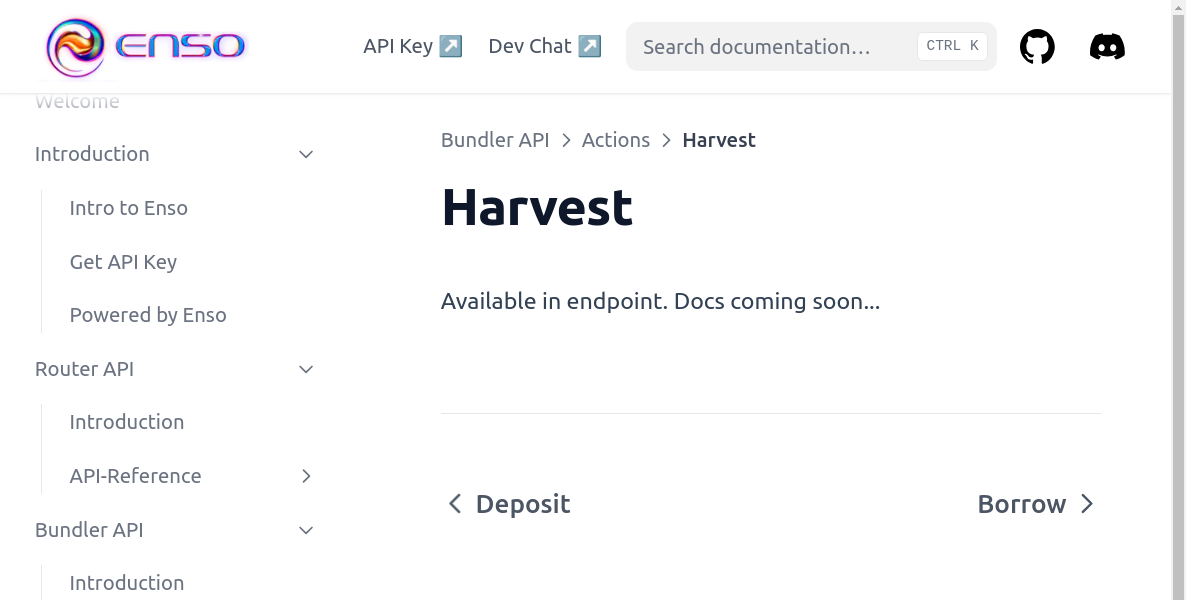 ENSO
API Key ↗
Dev Chat ↗
Search documentation…
CTRL K
Welcome
Introduction
Intro to Enso
Get API Key
Powered by Enso
Router API
Introduction
API-Reference
Bundler API
Introduction
Bundler API > Actions > Harvest
Harvest
Available in endpoint. Docs coming soon...
Deposit
Borrow